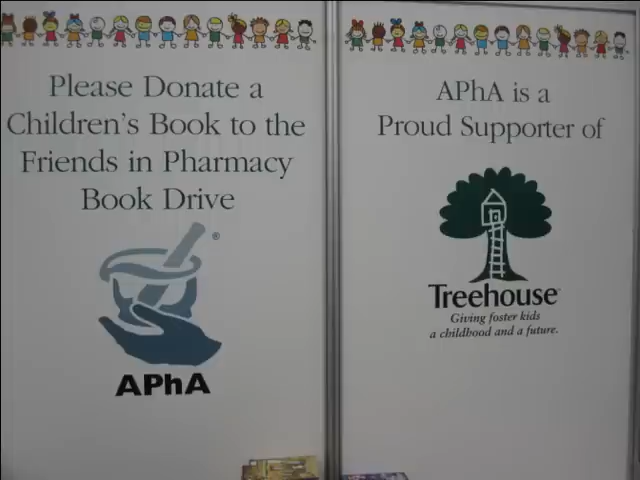 Please Donate a
Children's Book to the
Friends in Pharmacy
Book Drive
®
APhA
APhA is a
Proud Supporter of
Treehouse
Giving foster kids
a childhood and a future.